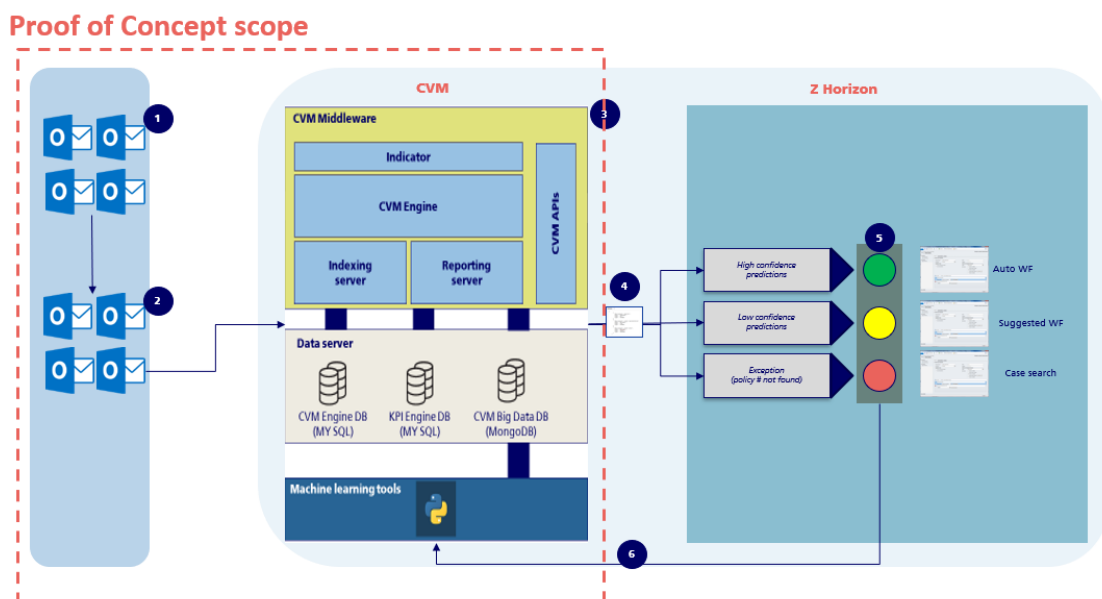 Proof of Concept scope
CVM
Z Horizon
1
CVM Middleware
3
Indicator
CVM Engine
CVM APIs
Indexing
server
Reporting
server
5
High confidence
predictions
Auto WF
4
2
Low confidence
predictions
Suggested WF
Data server
Exception
(policy # not found)
Case search
CVM Engine DB
(MY SQL)
KPI Engine DB
(MY SQL)
CVM Big Data DB
(MongoDB)
Machine learning tools
6